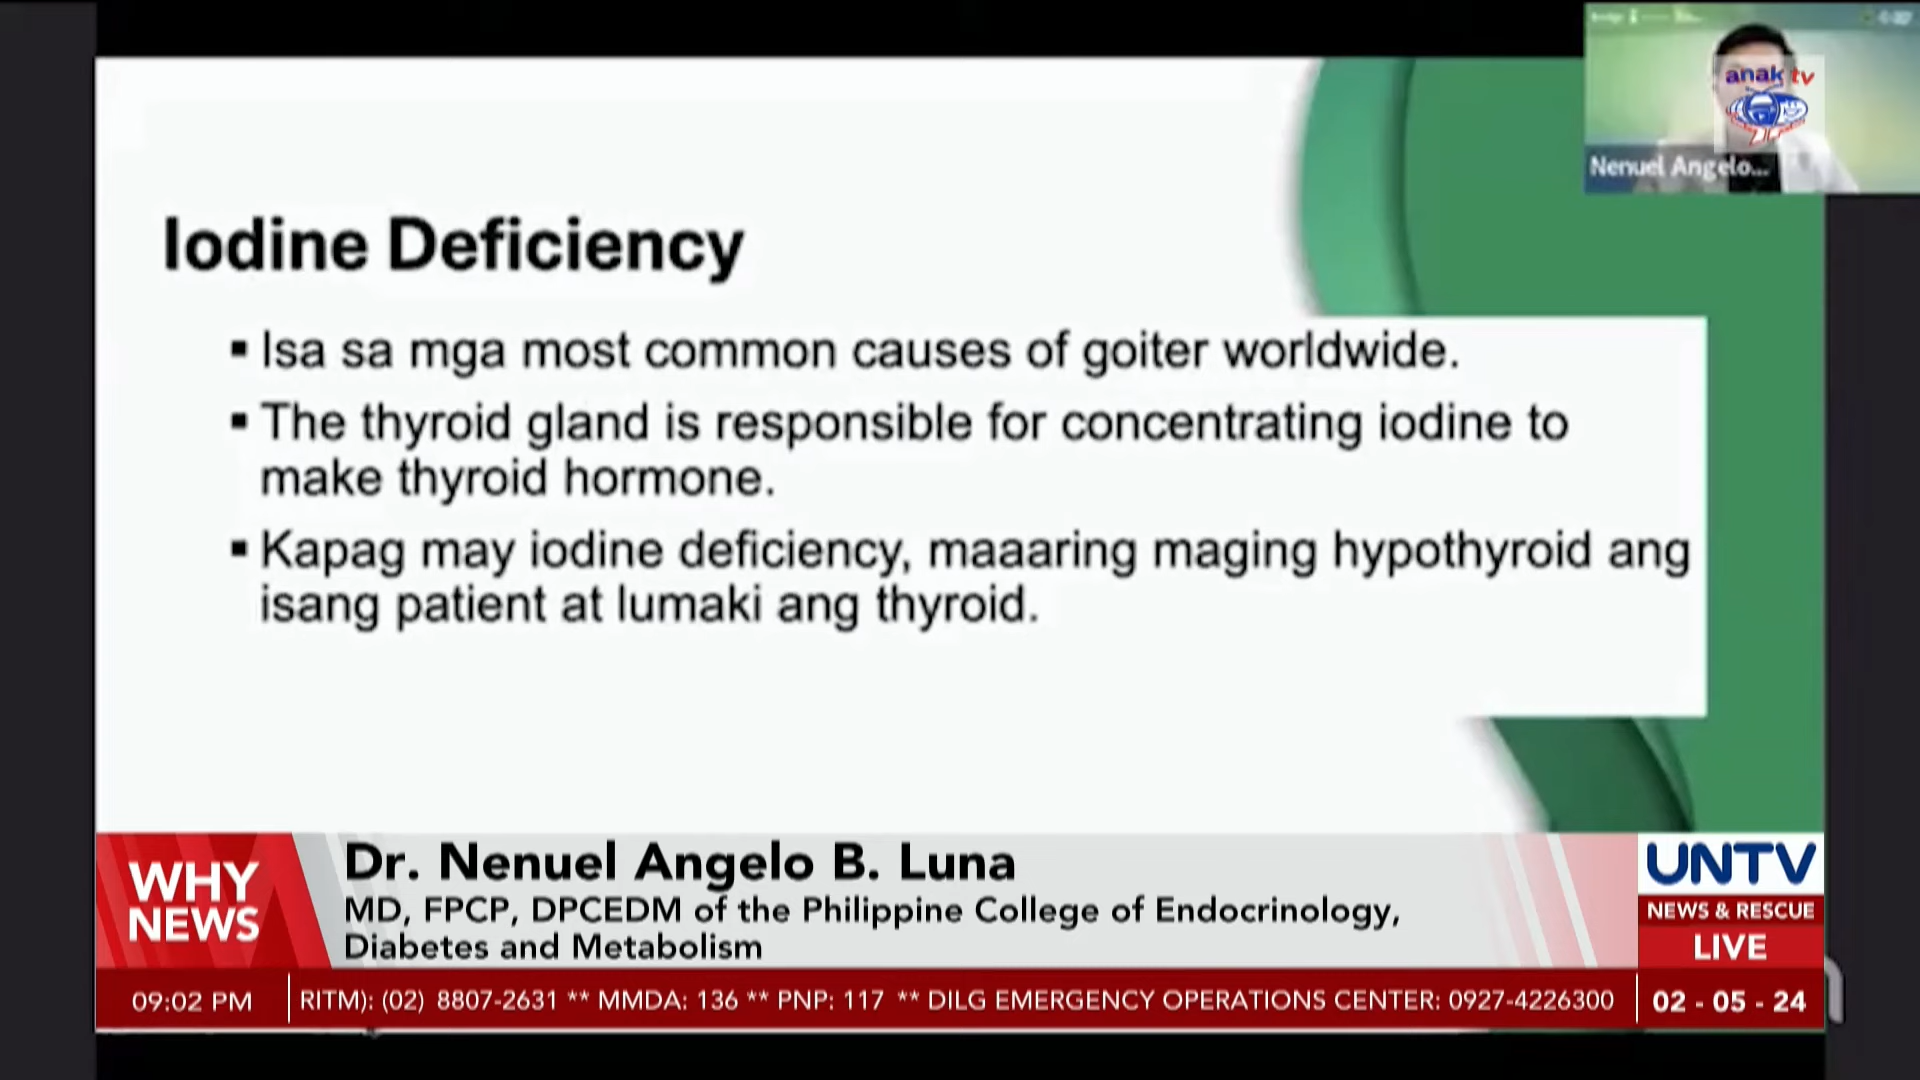 anak tv
Nenuel Angelo...
Iodine Deficiency
▪ Isa sa mga most common causes of goiter worldwide.
▪ The thyroid gland is responsible for concentrating iodine to
make thyroid hormone.
▪ Kapag may iodine deficiency, maaaring maging hypothyroid ang
isang patient at lumaki ang thyroid.
WHY
NEWS
Dr. Nenuel Angelo B. Luna
MD, FPCP, DPCEDM of the Philippine College of Endocrinology,
Diabetes and Metabolism
UNTV
NEWS & RESCUE
LIVE
09:02 PM
RITM): (02) 8807-2631 ** MMDA: 136 ** PNP: 117 ** DILG EMERGENCY OPERATIONS CENTER: 0927-4226300
02 - 05 - 24